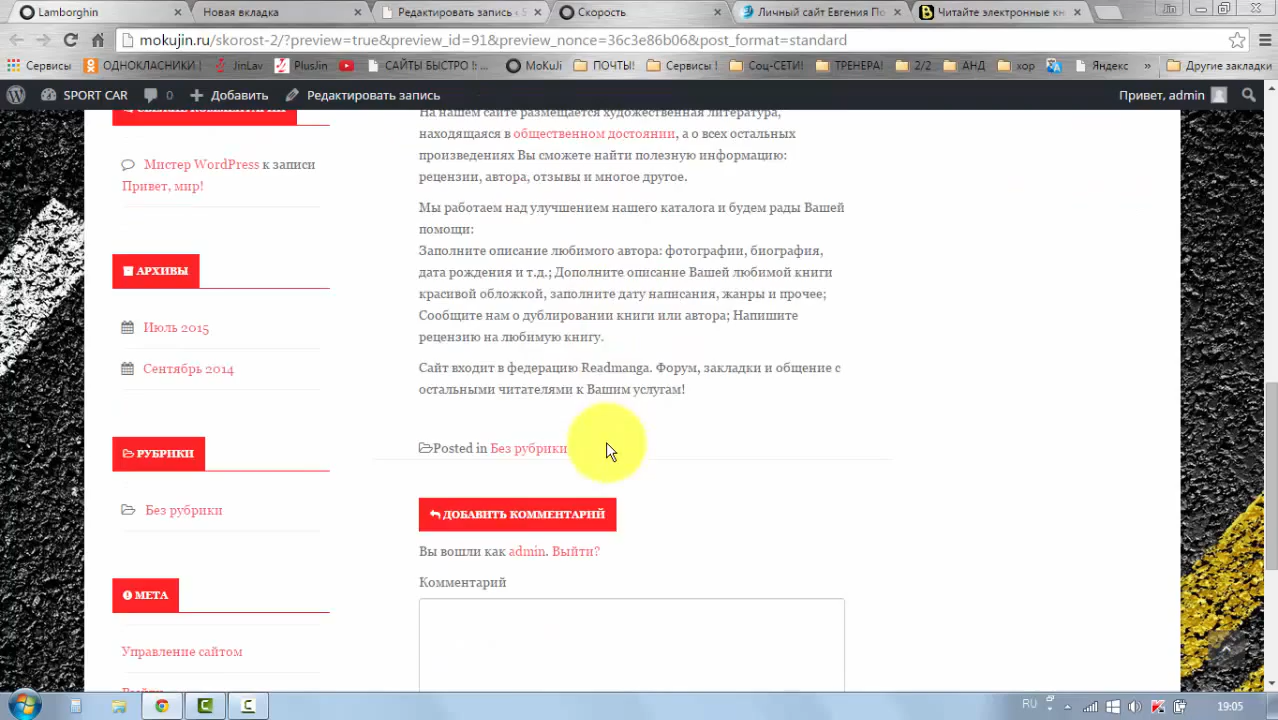 Lamborghin
Новая вкладка
Редактировать запись ‹ S
Скорость
Личный сайт Евгения По
Читайте электронные кн
mokujin.ru/skorost-2/?preview=true&preview_id=91&preview_nonce=36c3e86b06&post_format=standard
Сервисы
ОДНОКЛАСНИКИ
JinLav
PlusJin
САЙТЫ БЫСТРО !: ...
MoKuJi
ПОЧТЫ!
Сервисы !
Соц-СЕТИ!
ТРЕНЕРА!
2/2
АНД
хор
Яндекс
»
Другие закладки
SPORT CAR
0
Добавить
Редактировать запись
Привет, admin
На нашем сайте размещается художественная литература,
находящаяся в общественном достоянии, а о всех остальных
произведениях Вы сможете найти полезную информацию:
рецензии, автора, отзывы и многое другое.
Мы работаем над улучшением нашего каталога и будем рады Вашей
помощи:
Заполните описание любимого автора: фотографии, биография,
дата рождения и т.д.; Дополните описание Вашей любимой книги
красивой обложкой, заполните дату написания, жанры и прочее;
Сообщите нам о дублировании книги или автора; Напишите
рецензию на любимую книгу.
Сайт входит в федерацию Readmanga. Форум, закладки и общение с
остальными читателями к Вашим услугам!
Posted in Без рубрики
ДОБАВИТЬ КОММЕНТАРИЙ
Вы вошли как admin. Выйти?
Комментарий
Мистер WordPress к записи
Привет, мир!
АРХИВЫ
Июль 2015
Сентябрь 2014
РУБРИКИ
Без рубрики
МЕТА
Управление сайтом
RU
19:05